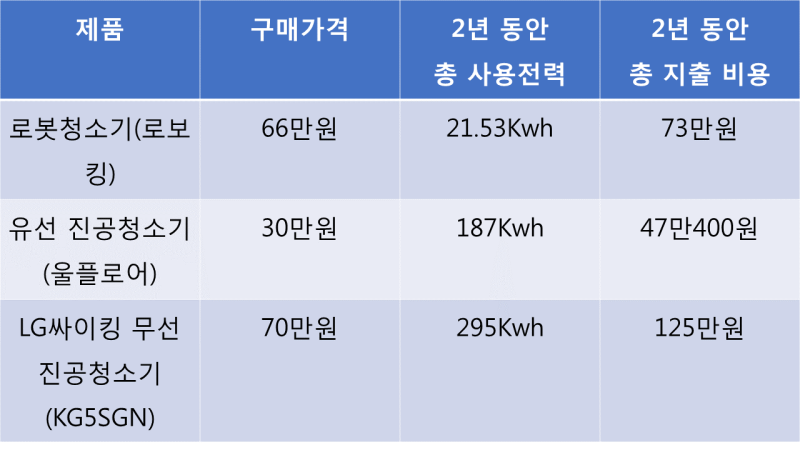 제품
구매가격
2년 동안
총 사용전력
2년 동안
총 지출 비용
로봇청소기(로보
킹)
66만원
21.53Kwh
73만원
유선 진공청소기
(울플로어)
30만원
187Kwh
47만400원
LG싸이킹 무선
진공청소기
(KG5SGN)
70만원
295Kwh
125만원